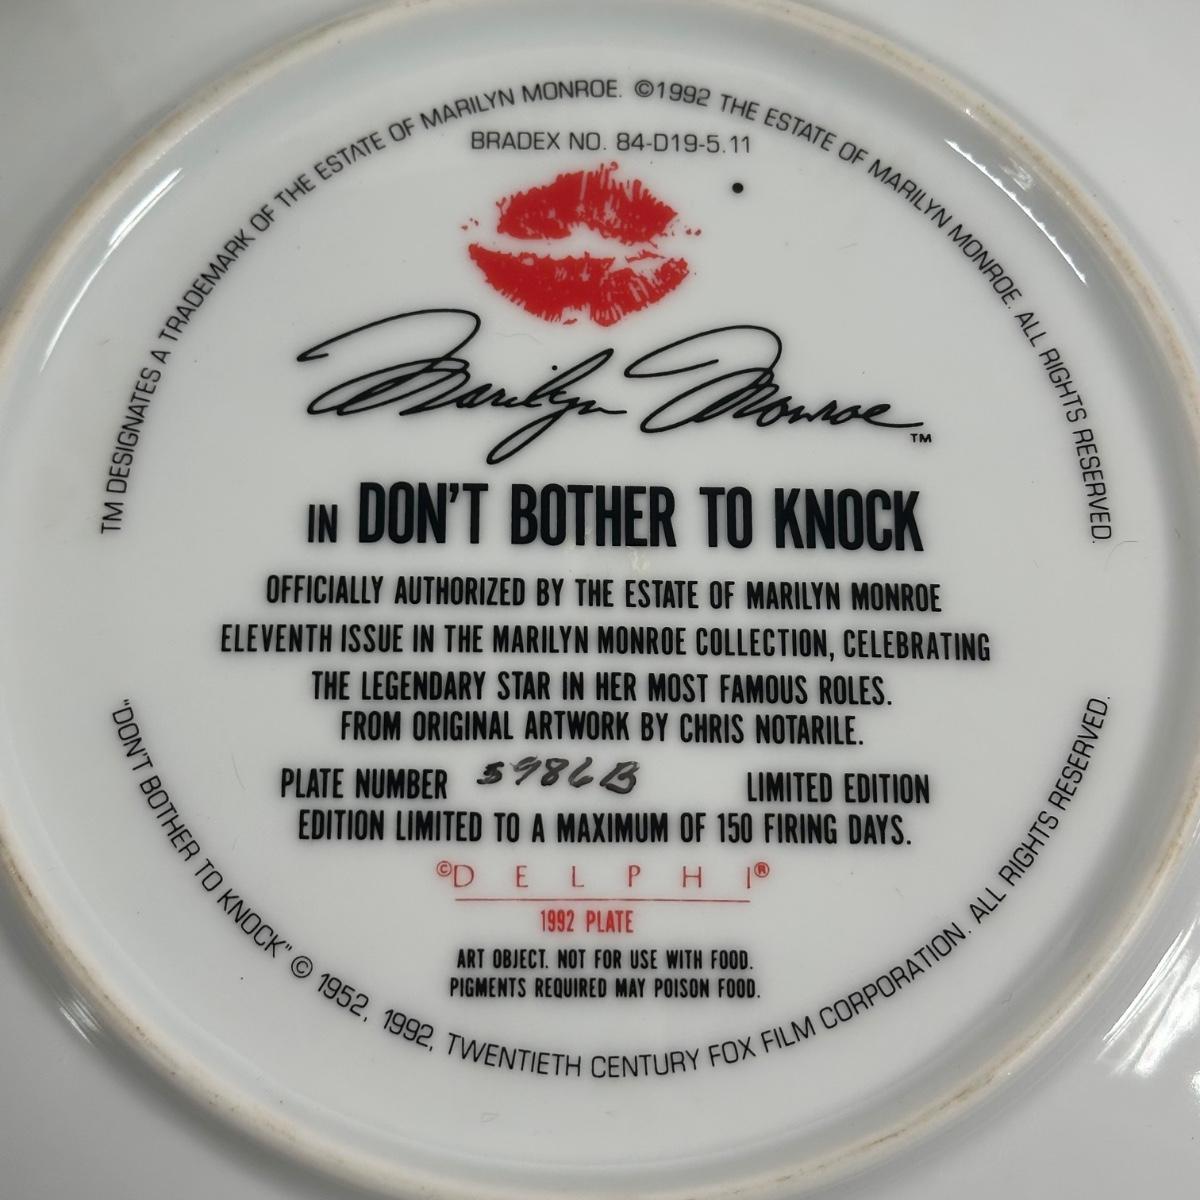 TM DESIGNATES A TRADEMARK OF THE ESTATE OF MARILYN MONROE. ©1992 THE ESTATE OF MARILYN MONROE. ALL RIGHTS RESERVED.
BRADEX NO. 84-D19-5.11
Marilyn Monroe™
IN DON'T BOTHER TO KNOCK
OFFICIALLY AUTHORIZED BY THE ESTATE OF MARILYN MONROE
ELEVENTH ISSUE IN THE MARILYN MONROE COLLECTION, CELEBRATING
THE LEGENDARY STAR IN HER MOST FAMOUS ROLES.
FROM ORIGINAL ARTWORK BY CHRIS NOTARILE.
PLATE NUMBER 5986B LIMITED EDITION
EDITION LIMITED TO A MAXIMUM OF 150 FIRING DAYS.
©DELPHI®
1992 PLATE
ART OBJECT. NOT FOR USE WITH FOOD.
PIGMENTS REQUIRED MAY POISON FOOD.
"DON'T BOTHER TO KNOCK" © 1952, 1992, TWENTIETH CENTURY FOX FILM CORPORATION. ALL RIGHTS RESERVED.